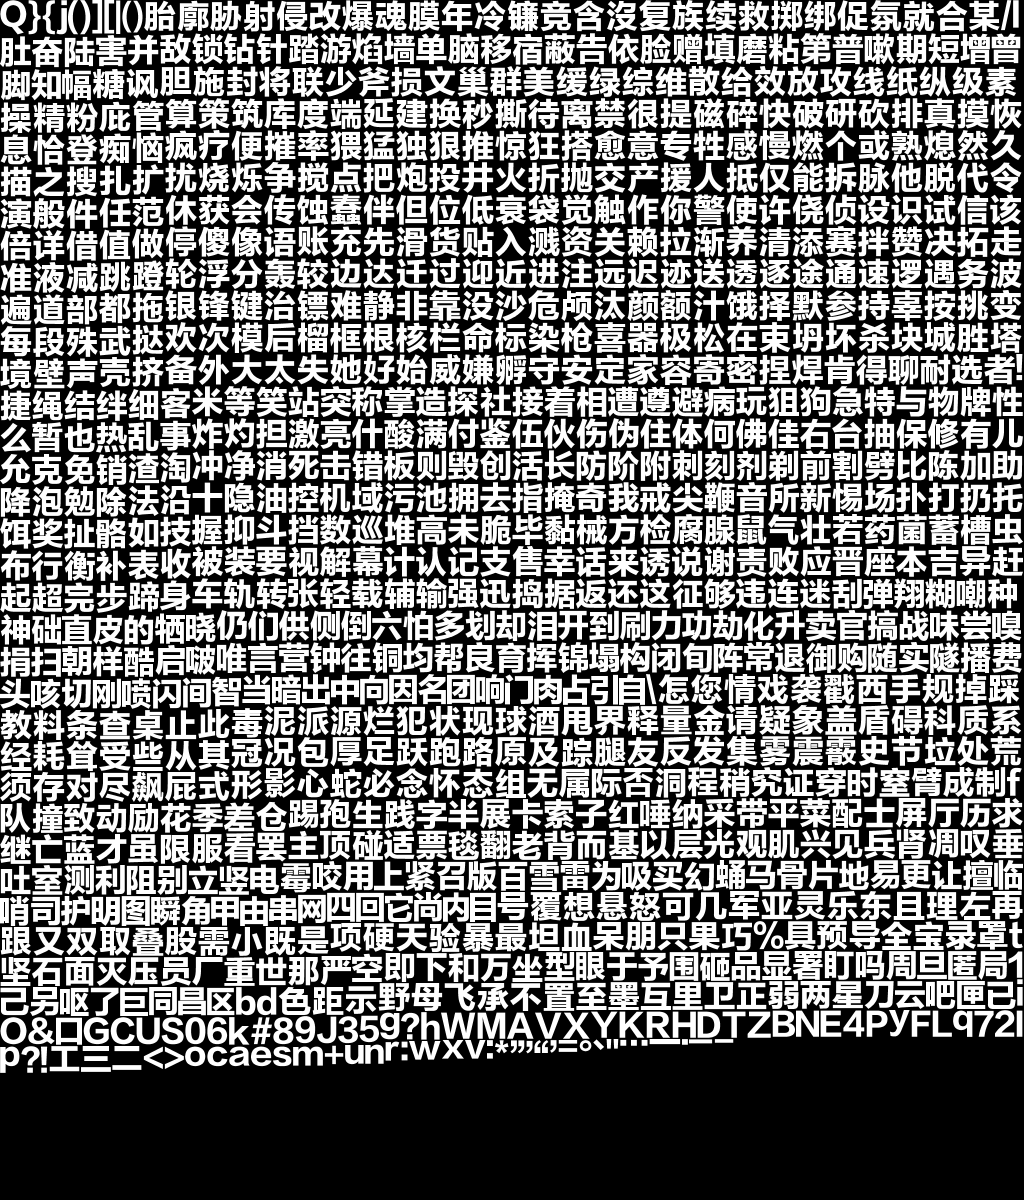 Q}{j()][|()胎廓胁射侵改爆魂膜年冷镰竞含沒复族续救掷绑促氛就合某//
肚奋陆害并敌锁钻针踏游焰墙单脑移宿蔽告依脸赠填磨粘第普嗽期短增曾
脚知幅糖讽胆施封将联少斧损文巢群美缓绿综维散给效放攻线纸纵级素
操精粉庇管算策筑库度端延建换秒撕待离禁很提磁碎快破研砍排真摸恢
息恰登痴恼疯疗便摧率猥猛独狠推惊狂搭愈意专牲感慢燃个或熟熄然久
描之搜扎扩扰烧烁争搅点把炮投井火折抛交产援人抵仅能拆脉他脱代令
演般件任范休获会传蚀蠢伴但位低衰袋觉触作你警使许侥侦设识试信该
倍详借值做停傻像语账充先滑货贴入溅资关赖拉渐养清添赛拌赞决拓走
准液减跳蹬轮浮分轰较边达迁过迎近进注远迟迹送透逐途通速逻遇务波
遍道部都拖银锋键治镖难静非靠没沙危颅汰颜额汁饿择默参持辜按挑变
每段殊武挞欢次模后榴框根核栏命标染枪喜器极松在束坍坏杀块城胜塔
境壁声壳挤备外大太失她好始威嫌孵守安定家容寄密捏焊肯得聊耐选者!
捷绳结绊细客米等笑站突称掌造探社接着相遭遵避病玩狙狗急特与物牌性
么暂也热乱事炸灼担激亮什酸满付鉴伍伙伤伪住体何佛佳右台抽保修有儿
允克免销渣淘冲净消死击错板则毁创活长防阶附刺刻剂剃前割劈比陈加助
降泡勉除法沿十隐油控机域污池拥去指掩奇我戒尖鞭音所新惕场扑打扔托
饵奖扯骼如技握抑斗挡数巡堆高未脆毕黏械方检腐腺鼠气壮若药菌蓄槽虫
布行衡补表收被装要视解幕计认记支售幸话来诱说谢责败应晋座本吉异赶
起超完步蹄身车轨转张轻载辅输强迅捣据返还这征够违连迷刮弹翔糊嘲种
神础直皮的牺晓仍们供侧倒六怕多划却泪开到刷力功劫化升卖官搞战味尝嗅
捐扫朝样酷启啵唯言营钟往铜均帮良育挥锦塌构闭旬阵常退御购随实隧播费
头咳切刚喷闪间智当暗出中向因名团响门肉占引自\怎您情戏袭戳西手规掉踩
教料条查桌止此毒泥派源烂犯状现球酒甩界释量金请疑象盖盾碍科质系
经耗耸受些从其冠况包厚足跃跑路原及踪腿友反发集雾震霰史节垃处荒
须存对尽飙屁式形影心蛇必念怀态组无属际否洞程稍究证穿时窒臂成制f
队撞致动励花季差仓踢孢生践字半展卡索子红唾纳采带平菜配士屏厅历求
继亡蓝才虽限服看罢主顶碰适票毯翻老背而基以层光观肌兴见兵肾凋叹垂
吐室测利阻别立竖电霉咬用上紧召版百雪雷为吸买幻蛹马骨片地易更让擅临
哨司护明图瞬角甲由串网四回它尚内目号覆想悬怒可几军亚灵乐东且理左再
跟又双取叠股需小既是项硬天验暴最坦血呆朋只果巧%具预导全宝录罩t
坚石面灭压员厂重世那严空即下和万坐型眼于予围砸品显署盯吗周旦匿局1
己另呕了巨同昌区bd色距示野母飞承不置至墨互里卫正弱两星刀云吧匣已i
O&口GCUS06k#89J359?hWMAVXYKRHDTZBNE4PyFLq72I
p?!工三二<>ocaesm+unr:wxv:*””“’=°